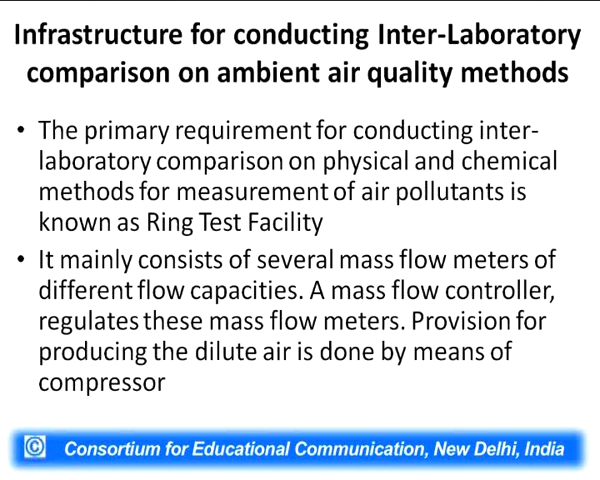 Infrastructure for conducting Inter-Laboratory
comparison on ambient air quality methods
• The primary requirement for conducting inter-
laboratory comparison on physical and chemical
methods for measurement of air pollutants is
known as Ring Test Facility
• It mainly consists of several mass flow meters of
different flow capacities. A mass flow controller,
regulates these mass flow meters. Provision for
producing the dilute air is done by means of
compressor
© Consortium for Educational Communication, New Delhi, India